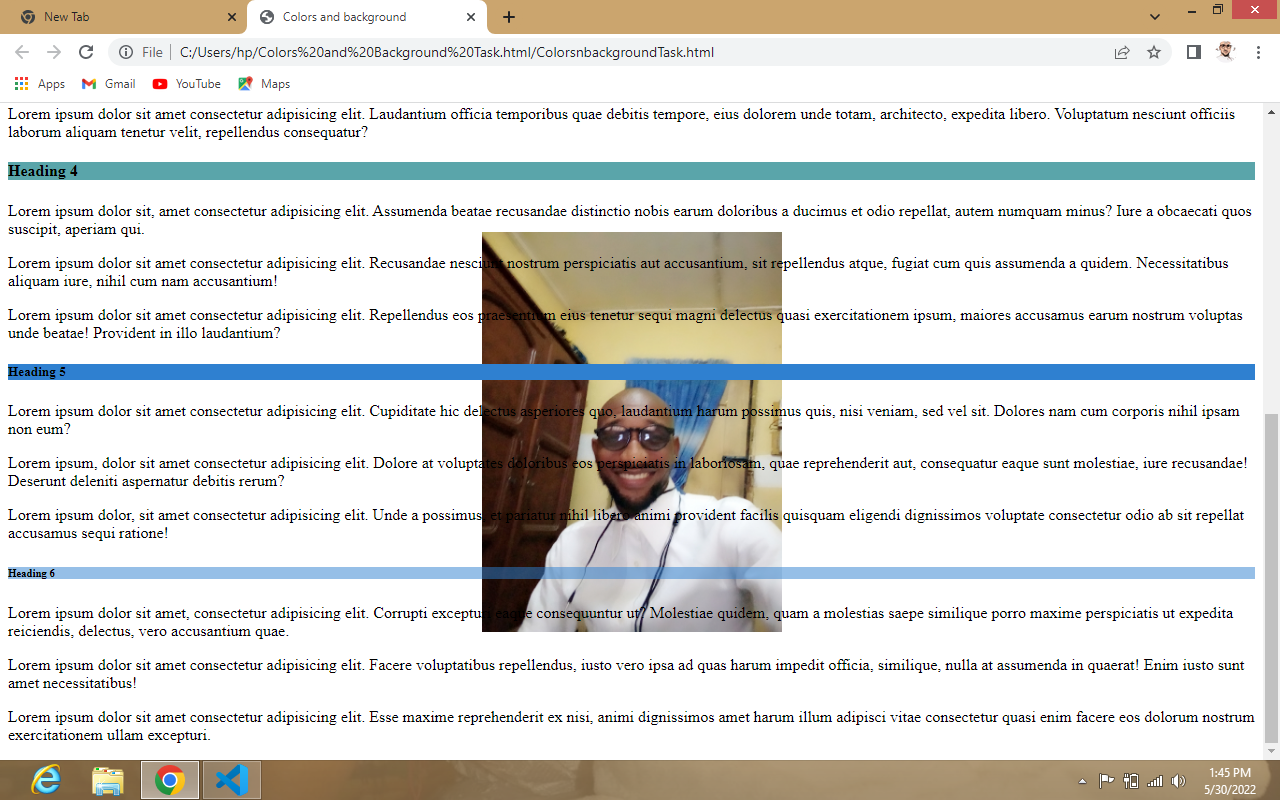 New Tab
Colors and background
File
C:/Users/hp/Colors%20and%20Background%20Task.html/ColorsnbackgroundTask.html
Apps
Gmail
YouTube
Maps
Lorem ipsum dolor sit amet consectetur adipisicing elit. Laudantium officia temporibus quae debitis tempore, eius dolorem unde totam, architecto, expedita libero. Voluptatum nesciunt officiis
laborum aliquam tenetur velit, repellendus consequatur?
Heading 4
Lorem ipsum dolor sit, amet consectetur adipisicing elit. Assumenda beatae recusandae distinctio nobis earum doloribus a ducimus et odio repellat, autem numquam minus? Iure a obcaecati quos
suscipit, aperiam qui.
Lorem ipsum dolor sit amet consectetur adipisicing elit. Recusandae nesciunt nostrum perspiciatis aut accusantium, sit repellendus atque, fugiat cum quis assumenda a quidem. Necessitatibus
aliquam iure, nihil cum nam accusantium!
Lorem ipsum dolor sit amet consectetur adipisicing elit. Repellendus eos praesentium eius tenetur sequi magni delectus quasi exercitationem ipsum, maiores accusamus earum nostrum voluptas
unde beatae! Provident in illo laudantium?
Heading 5
Lorem ipsum dolor sit amet consectetur adipisicing elit. Cupiditate hic delectus asperiores quo, laudantium harum possimus quis, nisi veniam, sed vel sit. Dolores nam cum corporis nihil ipsam
non eum?
Lorem ipsum, dolor sit amet consectetur adipisicing elit. Dolore at voluptates doloribus eos perspiciatis in laboriosam, quae reprehenderit aut, consequatur eaque sunt molestiae, iure recusandae!
Deserunt deleniti aspernatur debitis rerum?
Lorem ipsum dolor, sit amet consectetur adipisicing elit. Unde a possimus, et pariatur nihil libero animi provident facilis quisquam eligendi dignissimos voluptate consectetur odio ab sit repellat
accusamus sequi ratione!
Heading 6
Lorem ipsum dolor sit amet, consectetur adipisicing elit. Corrupti excepturi eaque consequuntur ut? Molestiae quidem, quam a molestias saepe similique porro maxime perspiciatis ut expedita
reiciendis, delectus, vero accusantium quae.
Lorem ipsum dolor sit amet consectetur adipisicing elit. Facere voluptatibus repellendus, iusto vero ipsa ad quas harum impedit officia, similique, nulla at assumenda in quaerat! Enim iusto sunt
amet necessitatibus!
Lorem ipsum dolor sit amet consectetur adipisicing elit. Esse maxime reprehenderit ex nisi, animi dignissimos amet harum illum adipisci vitae consectetur quasi enim facere eos dolorum nostrum
exercitationem ullam excepturi.
1:45 PM
5/30/2022